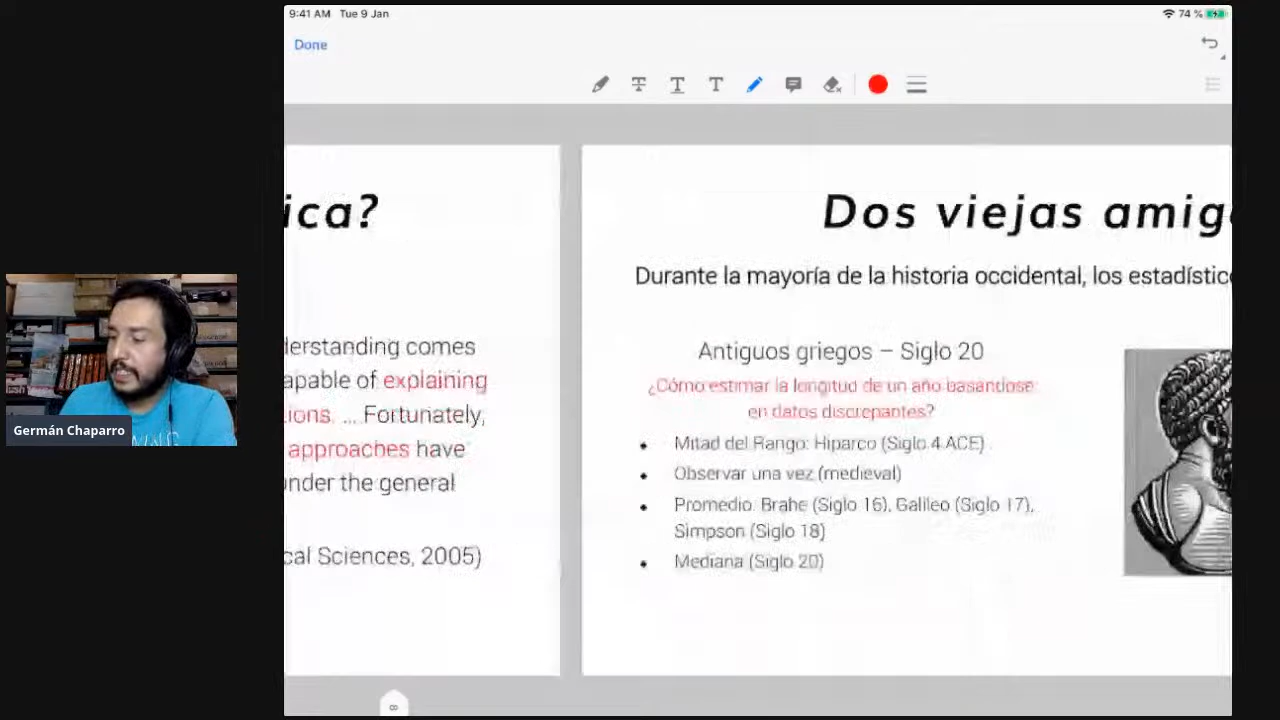 9:41 AM Tue 9 Jan
74 %
Done
ica?
derstanding comes
apable of explaining
ions. ... Fortunately,
approaches have
under the general
cal Sciences, 2005)
Dos viejas amig
Durante la mayoría de la historia occidental, los estadístic
Antiguos griegos – Siglo 20
¿Cómo estimar la longitud de un año basándose
en datos discrepantes?
Mitad del Rango: Hiparco (Siglo 4 ACE)
Observar una vez (medieval)
Promedio: Brahe (Siglo 16), Galileo (Siglo 17),
Simpson (Siglo 18)
Mediana (Siglo 20)
Germán Chaparro
8